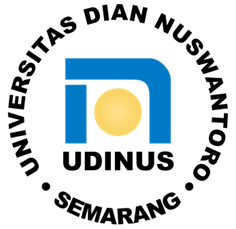 UNIVERSITAS DIAN NUSWANTORO
UDINUS
• SEMARANG •